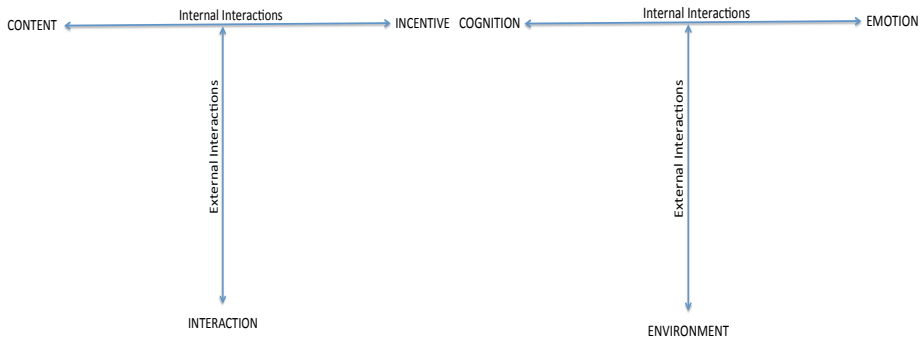 Internal Interactions
CONTENT
INCENTIVE
External Interactions
INTERACTION
Internal Interactions
COGNITION
EMOTION
External Interactions
ENVIRONMENT